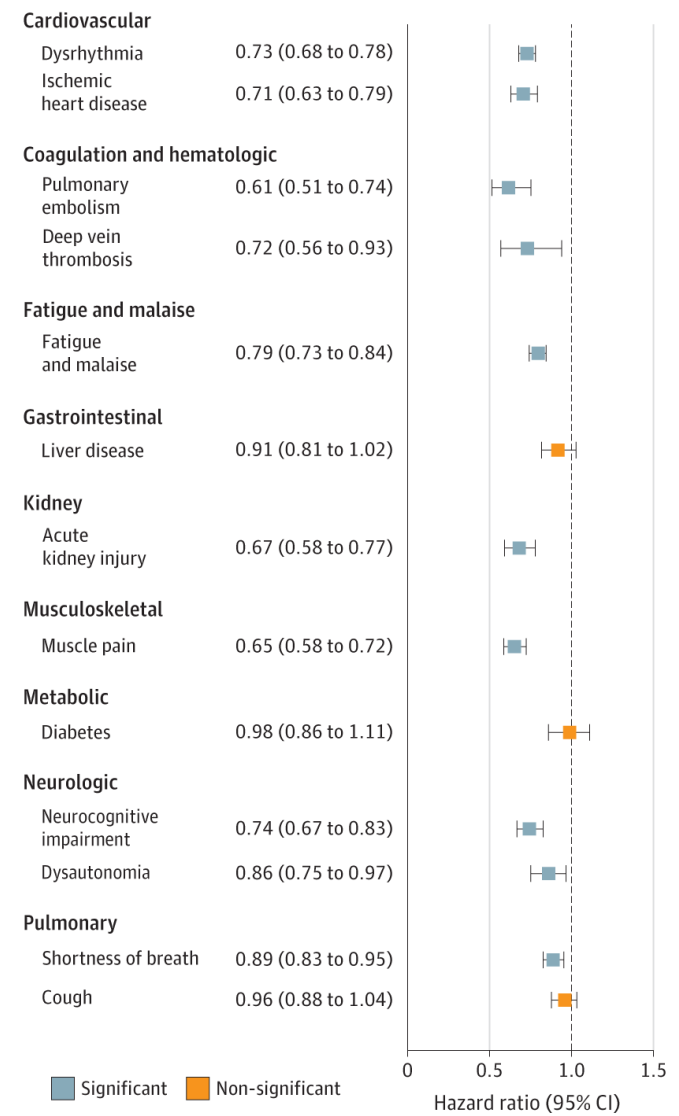 Cardiovascular
Dysrhythmia 0.73 (0.68 to 0.78)
Ischemic
heart disease 0.71 (0.63 to 0.79)
Coagulation and hematologic
Pulmonary
embolism 0.61 (0.51 to 0.74)
Deep vein
thrombosis 0.72 (0.56 to 0.93)
Fatigue and malaise
Fatigue
and malaise 0.79 (0.73 to 0.84)
Gastrointestinal
Liver disease 0.91 (0.81 to 1.02)
Kidney
Acute
kidney injury 0.67 (0.58 to 0.77)
Musculoskeletal
Muscle pain 0.65 (0.58 to 0.72)
Metabolic
Diabetes 0.98 (0.86 to 1.11)
Neurologic
Neurocognitive
impairment 0.74 (0.67 to 0.83)
Dysautonomia 0.86 (0.75 to 0.97)
Pulmonary
Shortness of breath 0.89 (0.83 to 0.95)
Cough 0.96 (0.88 to 1.04)
0 0.5 1.0 1.5
Significant Non-significant
Hazard ratio (95% CI)